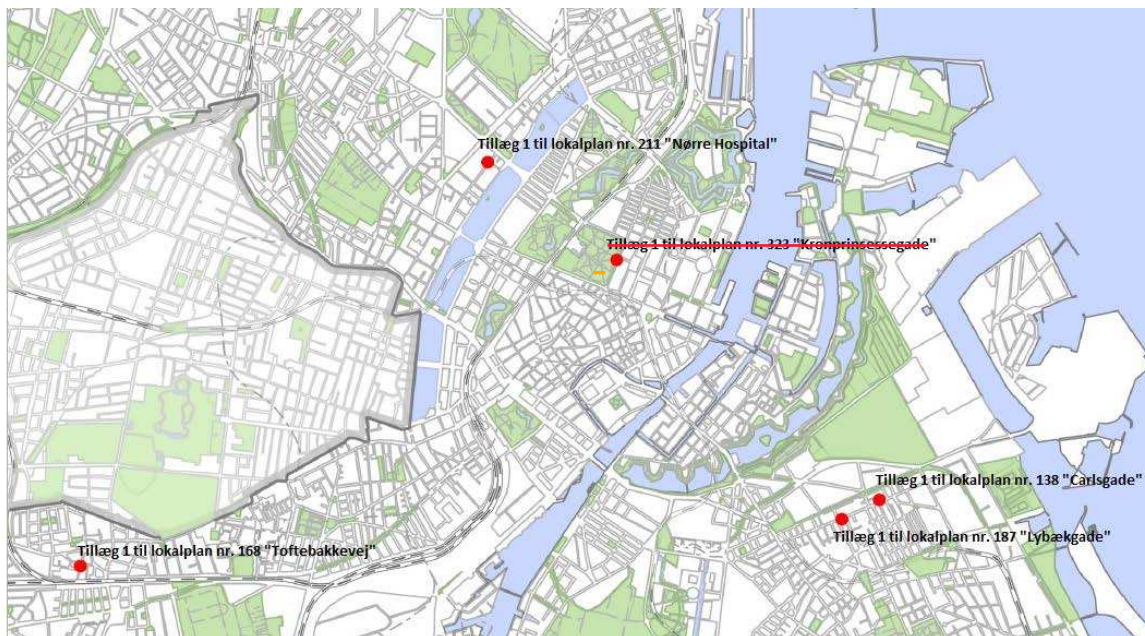 Tillæg 1 til lokalplan nr. 211 "Nørre Hospital"
Tillæg 1 til lokalplan nr. 323 "Kronprinsessegade"
Tillæg 1 til lokalplan nr. 138 "Carlsgade"
Tillæg 1 til lokalplan nr. 187 "Lybækgade"
Tillæg 1 til lokalplan nr. 168 "Toftebakkevej"